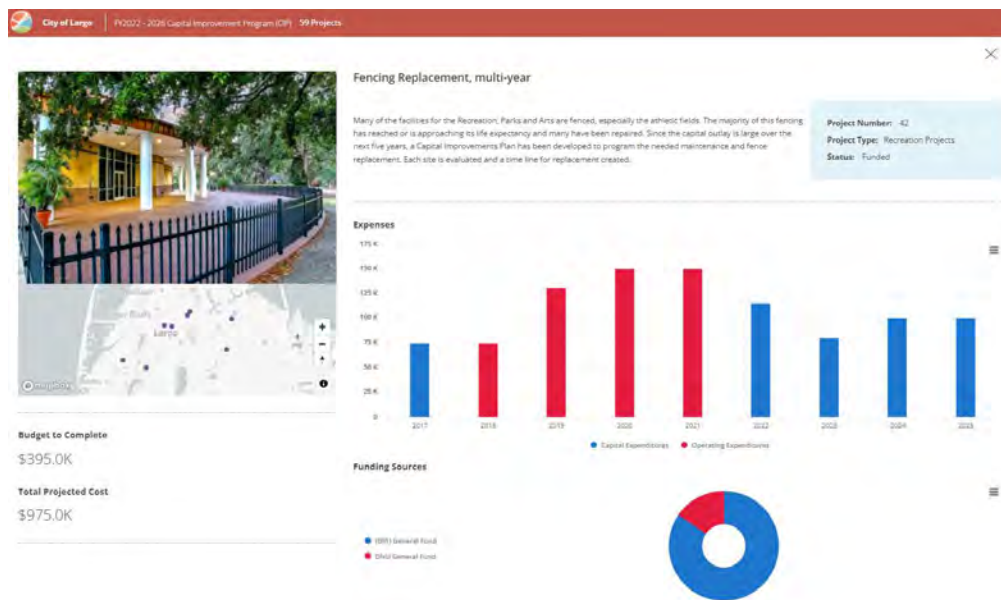 City of Largo
FY2022 - 2026 Capital Improvement Program (CIP)
59 Projects
Fencing Replacement, multi-year
Many of the facilities for the Recreation, Parks and Arts are fenced, especially the athletic fields. The majority of this fencing
has reached or is approaching its life expectancy and many have been repaired. Since the capital outlay is large over the
next five years, a Capital Improvements Plan has been developed to program the needed maintenance and fence
replacement. Each site is evaluated and a time line for replacement created.
Project Number: 42
Project Type: Recreation Projects
Status: Funded
Largo
mapbox
Budget to Complete
$395.0K
Total Projected Cost
$975.0K
Expenses
175 K
150 K
125 K
100 K
75 K
50 K
25 K
0
2017
2018
2019
2020
2021
2022
2023
2024
2025
Capital Expenditures
Operating Expenditures
Funding Sources
(001) General Fund
DNU General Fund